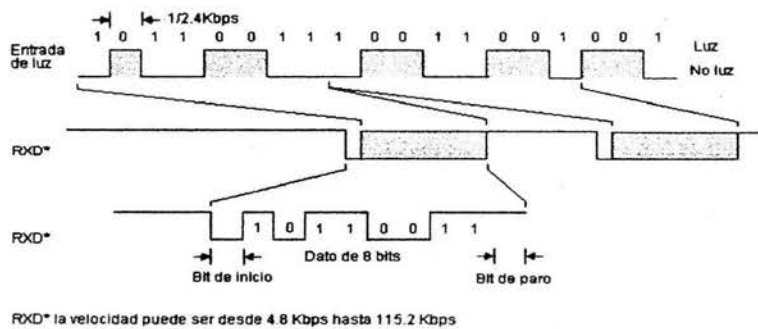 1/2.4Kbps
1 0 1 1 0 0 1 1 1 0 0 1 1 0 0 1 0 0 1
Entrada de luz
Luz
No luz
RXD*
RXD*
1 0 1 1 0 0 1 1
Bit de inicio
Dato de 8 bits
Bit de paro
RXD* la velocidad puede ser desde 4.8 Kbps hasta 115.2 Kbps